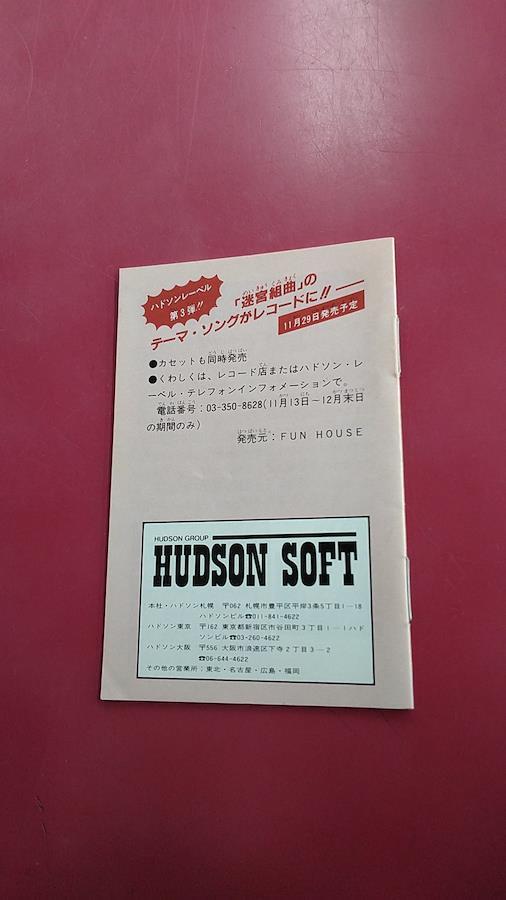 ハドソンレーベル
第3弾!!
「迷宮組曲」の
テーマ・ソングがレコードに!!
11月29日発売予定
●カセットも同時発売
●くわしくは、レコード店またはハドソン・レ
ーベル・テレフォンインフォメーションで。
電話番号:03-350-8628(11月13日~12月末日
の期間のみ)
発売元:FUN HOUSE
HUDSON GROUP
HUDSON SOFT
本社・ハドソン札幌 〒062 札幌市豊平区平岸3条5丁目1―18
ハドソンビル☎011-841-4622
ハドソン東京 〒162 東京都新宿区市谷田町3丁目1―1ハド
ソンビル☎03-260-4622
ハドソン大阪 〒556 大阪市浪速区下寺2丁目3―2
☎06-644-4622
その他の営業所:東北・名古屋・広島・福岡